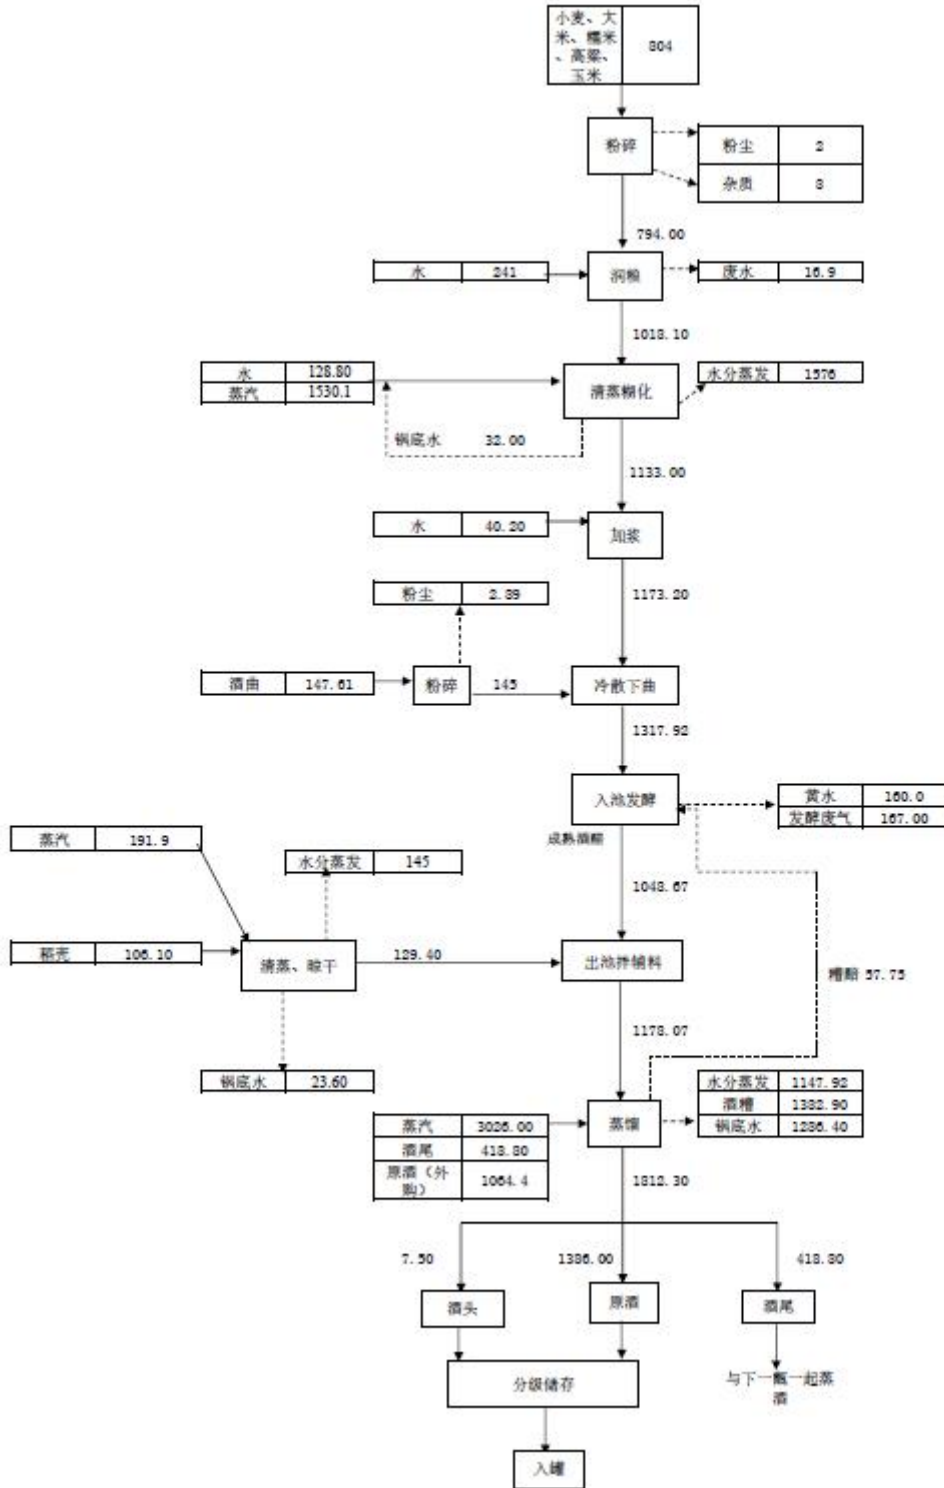 小麦、大
米、糯米
、高粱、
玉米
804
粉碎
粉尘 2
杂质 8
794.00
水 241
润粮
废水 16.9
1018.10
水 128.80
蒸汽 1530.1
清蒸糊化
水分蒸发 1576
锅底水 32.00
1133.00
水 40.20
加浆
粉尘 2.89
1173.20
酒曲 147.61
粉碎
145
冷散下曲
1317.92
入池发酵
黄水 160.0
发酵废气 167.00
成熟酒醅
蒸汽 191.9
水分蒸发 145
1048.67
稻壳 106.10
清蒸、晾干
129.40
出池拌辅料
糟醅 57.75
1178.07
锅底水 23.60
蒸汽 3026.00
酒尾 418.80
原酒（外
购） 1064.4
蒸馏
水分蒸发 1147.92
酒糟 1382.90
锅底水 1286.40
1812.30
7.50
1386.00
418.80
酒头
原酒
酒尾
分级储存
与下一甑一起蒸
酒
入罐